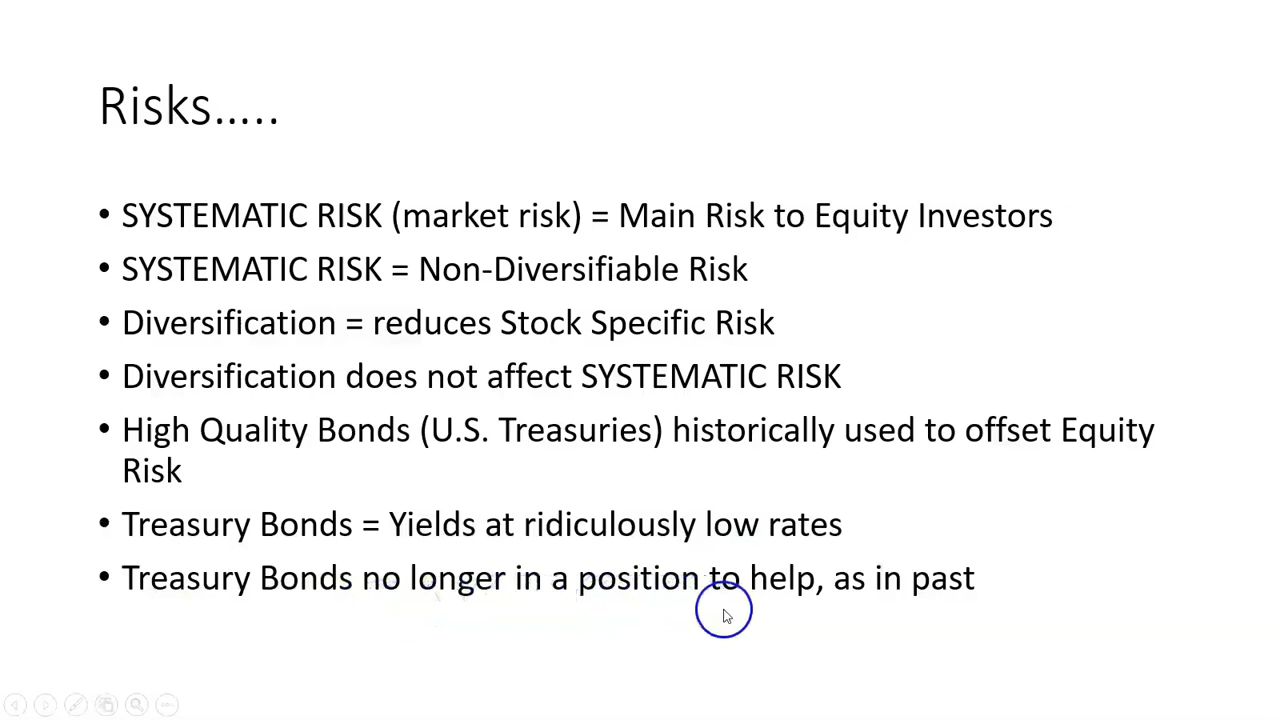 Risks.....
• SYSTEMATIC RISK (market risk) = Main Risk to Equity Investors
• SYSTEMATIC RISK = Non-Diversifiable Risk
• Diversification = reduces Stock Specific Risk
• Diversification does not affect SYSTEMATIC RISK
• High Quality Bonds (U.S. Treasuries) historically used to offset Equity
Risk
• Treasury Bonds = Yields at ridiculously low rates
• Treasury Bonds no longer in a position to help, as in past